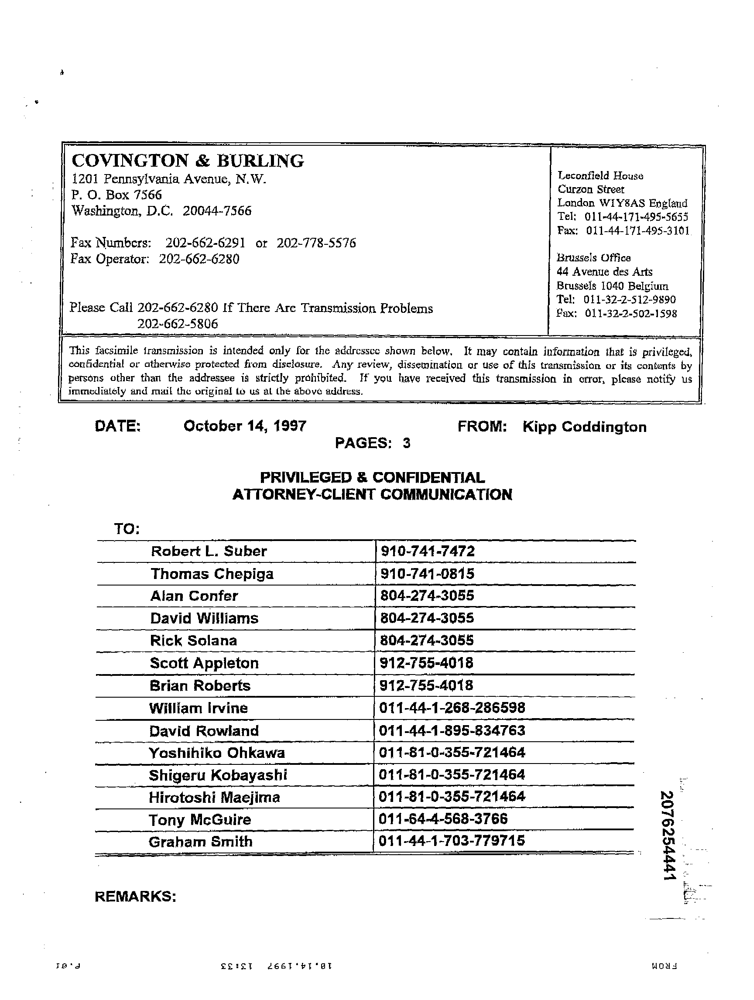 COVINGTON & BURLING
1201 Pennsylvania Avenue, N.W.
P. O. Box 7566
Washington, D.C. 20044-7566
Fax Numbers: 202-662-6291 or 202-778-5576
Fax Operator: 202-662-6280
Please Call 202-662-6280 If There Are Transmission Problems
202-662-5806
Leconfield House
Curzon Street
London W1Y8AS England
Tel: 011-44-171-495-5655
Fax: 011-44-171-495-3101
Brussels Office
44 Avenue des Arts
Brussels 1040 Belgium
Tel: 011-32-2-512-9890
Fax: 011-32-2-502-1598
This facsimile transmission is intended only for the addressee shown below. It may contain information that is privileged,
confidential or otherwise protected from disclosure. Any review, dissemination or use of this transmission or its contents by
persons other than the addressee is strictly prohibited. If you have received this transmission in error, please notify us
immediately and mail the original to us at the above address.
DATE: October 14, 1997 FROM: Kipp Coddington
PAGES: 3
PRIVILEGED & CONFIDENTIAL
ATTORNEY-CLIENT COMMUNICATION
TO:
Robert L. Suber 910-741-7472
Thomas Chepiga 910-741-0815
Alan Confer 804-274-3055
David Williams 804-274-3055
Rick Solana 804-274-3055
Scott Appleton 912-755-4018
Brian Roberts 912-755-4018
William Irvine 011-44-1-268-286598
David Rowland 011-44-1-895-834763
Yoshihiko Ohkawa 011-81-0-355-721464
Shigeru Kobayashi 011-81-0-355-721464
Hirotoshi Maejima 011-81-0-355-721464
Tony McGuire 011-64-4-568-3766
Graham Smith 011-44-1-703-779715
2076254441
REMARKS:
P.01 10.14.1997 13:33 FROM